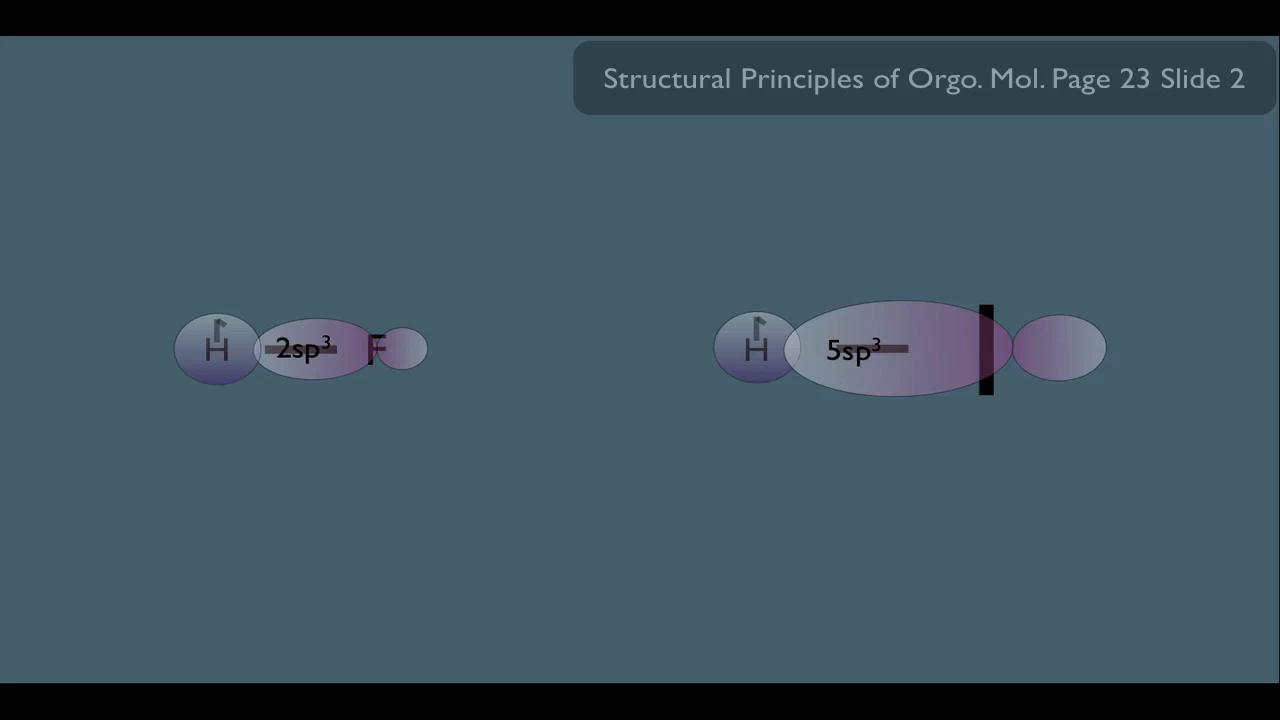 Structural Principles of Orgo. Mol. Page 23 Slide 2
H 2sp³ F
H 5sp³ I